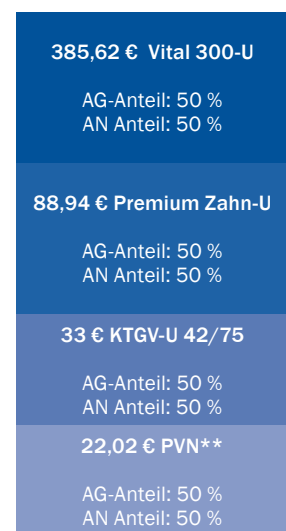 385,62 € Vital 300-U
AG-Anteil: 50 %
AN Anteil: 50 %
88,94 € Premium Zahn-U
AG-Anteil: 50 %
AN Anteil: 50 %
33 € KTGV-U 42/75
AG-Anteil: 50 %
AN Anteil: 50 %
22,02 € PVN**
AG-Anteil: 50 %
AN Anteil: 50 %